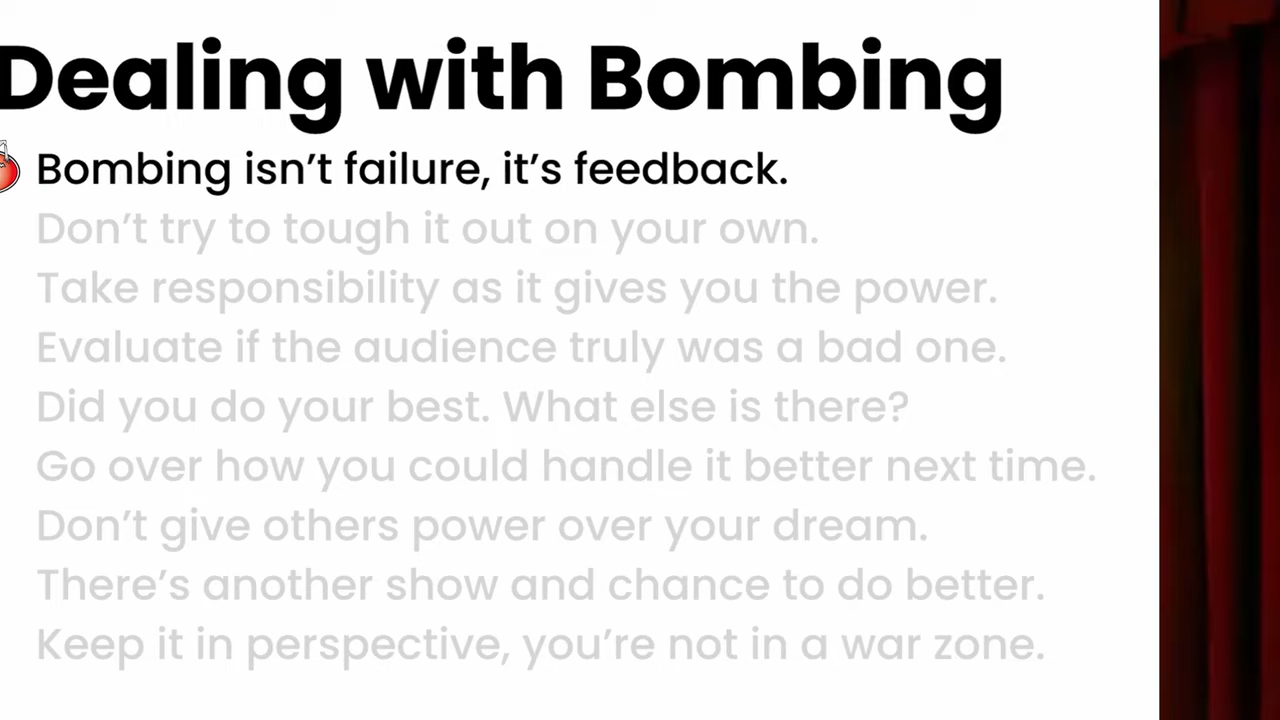 Dealing with Bombing
Bombing isn’t failure, it’s feedback.
Don’t try to tough it out on your own.
Take responsibility as it gives you the power.
Evaluate if the audience truly was a bad one.
Did you do your best. What else is there?
Go over how you could handle it better next time.
Don’t give others power over your dream.
There’s another show and chance to do better.
Keep it in perspective, you’re not in a war zone.